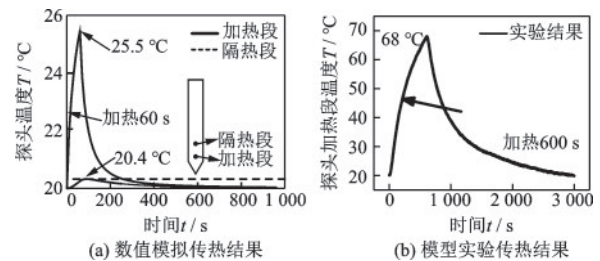 探头温度T / ℃
26
24
22
20
25.5 ℃
加热段
隔热段
加热60 s
隔热段
加热段
20.4 ℃
0
200
400
600
800
1 000
时间t / s
(a) 数值模拟传热结果
探头加热段温度T / ℃
70
60
50
40
30
20
68 ℃
实验结果
加热600 s
0
1 000
2 000
3 000
时间t / s
(b) 模型实验传热结果